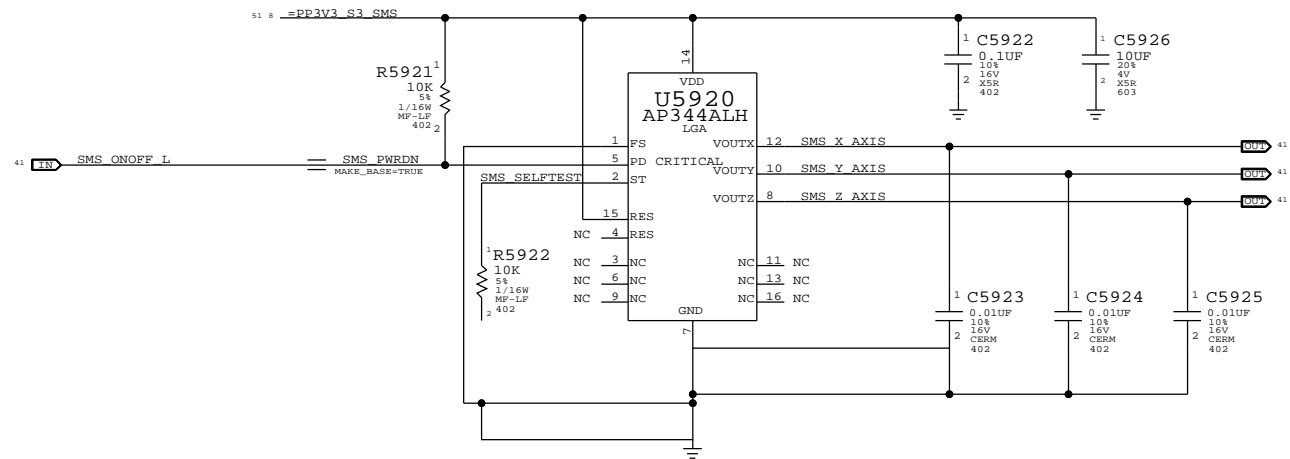 51 8 =PP3V3_S3_SMS
R5921
1
10K
5%
1/16W
MF-LF
402
2
14
VDD
U5920
AP344ALH
LGA
CRITICAL
1 FS
5 PD
2 ST
15 RES
4 RES
3 NC
6 NC
9 NC
VOUTX 12 SMS_X_AXIS
VOUTY 10 SMS_Y_AXIS
VOUTZ 8 SMS_Z_AXIS
NC 11 NC
NC 13 NC
NC 16 NC
GND
7
1 C5922
0.1UF
10%
16V
X5R
402
2
1 C5926
10UF
20%
4V
X5R
603
2
41 IN SMS_ONOFF_L
SMS_PWRDN
MAKE_BASE=TRUE
SMS_SELFTEST
NC
NC
NC
NC
1 R5922
10K
5%
1/16W
MF-LF
402
2
OUT 41
OUT 41
OUT 41
1 C5923
0.01UF
10%
16V
CERM
402
2
1 C5924
0.01UF
10%
16V
CERM
402
2
1 C5925
0.01UF
10%
16V
CERM
402
2